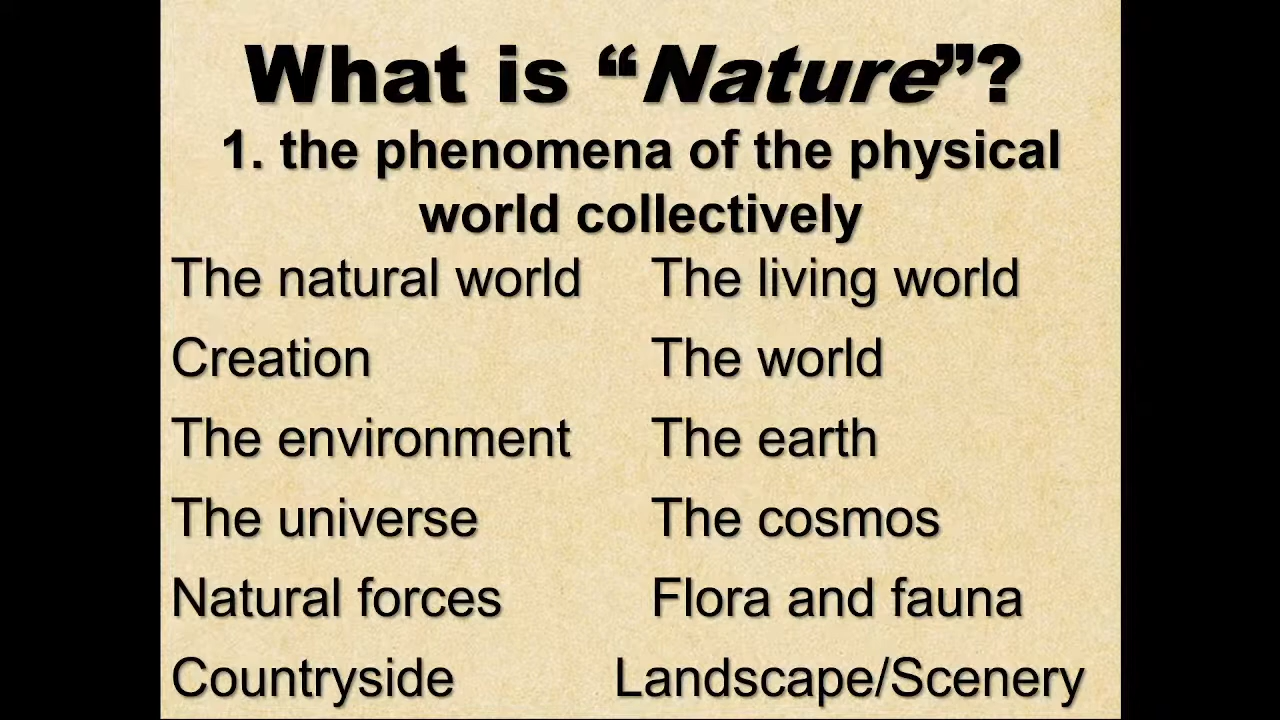 What is “Nature”?
1. the phenomena of the physical
world collectively
The natural world The living world
Creation The world
The environment The earth
The universe The cosmos
Natural forces Flora and fauna
Countryside Landscape/Scenery